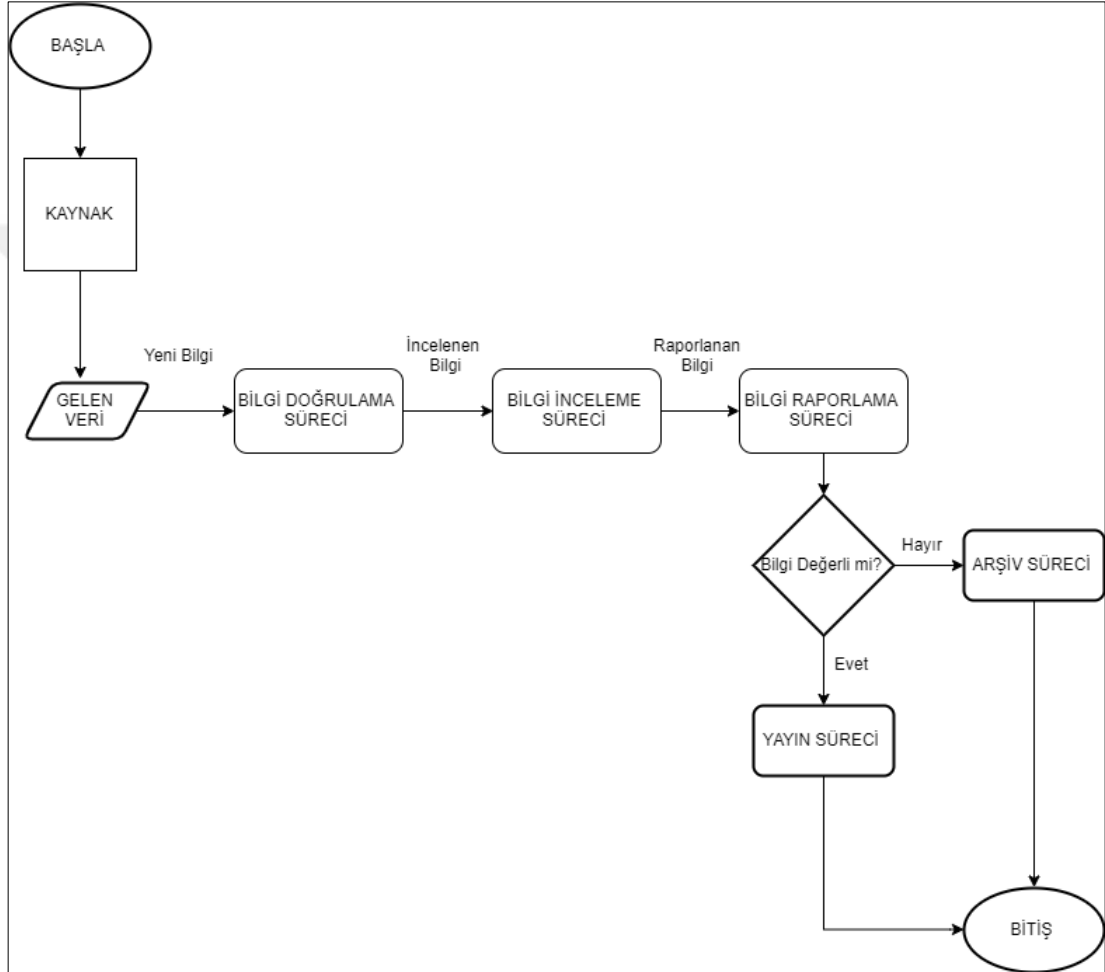 BAŞLA
KAYNAK
Yeni Bilgi
İncelenen
Bilgi
Raporlanan
Bilgi
GELEN
VERİ
BİLGİ DOĞRULAMA
SÜRECİ
BİLGİ İNCELEME
SÜRECİ
BİLGİ RAPORLAMA
SÜRECİ
Bilgi Değerli mi?
Hayır
ARŞİV SÜRECİ
Evet
YAYIN SÜRECİ
BİTİŞ